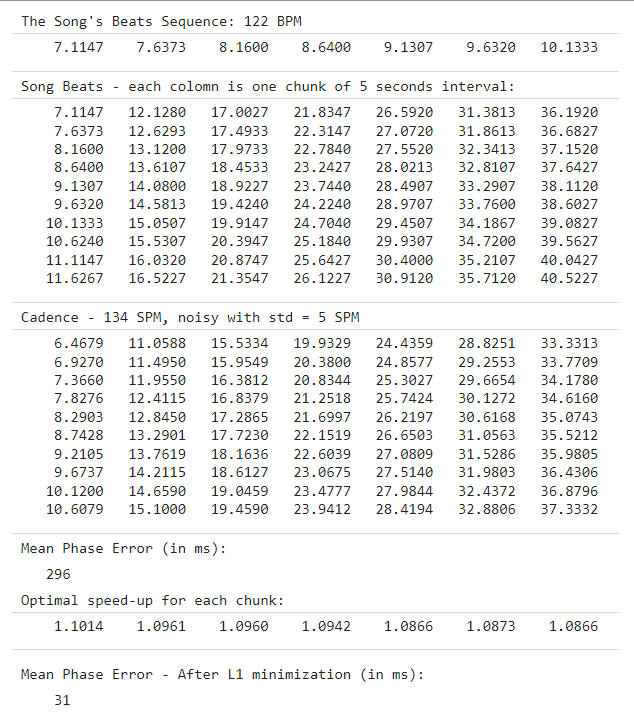 The Song's Beats Sequence: 122 BPM
7.1147 7.6373 8.1600 8.6400 9.1307 9.6320 10.1333
Song Beats - each colomn is one chunk of 5 seconds interval:
7.1147 12.1280 17.0027 21.8347 26.5920 31.3813 36.1920
7.6373 12.6293 17.4933 22.3147 27.0720 31.8613 36.6827
8.1600 13.1200 17.9733 22.7840 27.5520 32.3413 37.1520
8.6400 13.6107 18.4533 23.2427 28.0213 32.8107 37.6427
9.1307 14.0800 18.9227 23.7440 28.4907 33.2907 38.1120
9.6320 14.5813 19.4240 24.2240 28.9707 33.7600 38.6027
10.1333 15.0507 19.9147 24.7040 29.4507 34.1867 39.0827
10.6240 15.5307 20.3947 25.1840 29.9307 34.7200 39.5627
11.1147 16.0320 20.8747 25.6427 30.4000 35.2107 40.0427
11.6267 16.5227 21.3547 26.1227 30.9120 35.7120 40.5227
Cadence - 134 SPM, noisy with std = 5 SPM
6.4679 11.0588 15.5334 19.9329 24.4359 28.8251 33.3313
6.9270 11.4950 15.9549 20.3800 24.8577 29.2553 33.7709
7.3660 11.9550 16.3812 20.8344 25.3027 29.6654 34.1780
7.8276 12.4115 16.8379 21.2518 25.7424 30.1272 34.6160
8.2903 12.8450 17.2865 21.6997 26.2197 30.6168 35.0743
8.7428 13.2901 17.7230 22.1519 26.6503 31.0563 35.5212
9.2105 13.7619 18.1636 22.6039 27.0809 31.5286 35.9805
9.6737 14.2115 18.6127 23.0675 27.5140 31.9803 36.4306
10.1200 14.6590 19.0459 23.4777 27.9844 32.4372 36.8796
10.6079 15.1000 19.4590 23.9412 28.4194 32.8806 37.3332
Mean Phase Error (in ms):
296
Optimal speed-up for each chunk:
1.1014 1.0961 1.0960 1.0942 1.0866 1.0873 1.0866
Mean Phase Error - After L1 minimization (in ms):
31